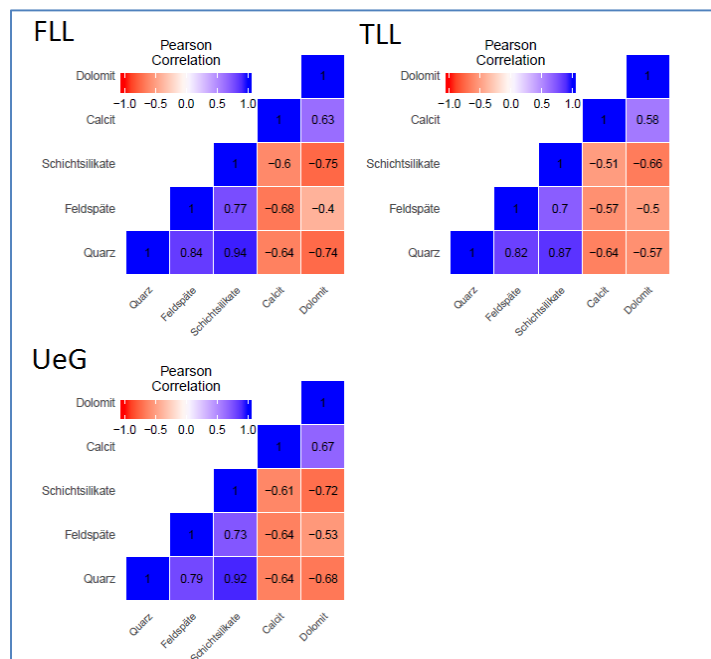 FLL
Pearson
Correlation
−1.0 −0.5 0.0 0.5 1.0
Dolomit 1
Calcit 1 0.63
Schichtsilikate 1 −0.6 −0.75
Feldspäte 1 0.77 −0.68 −0.4
Quarz 1 0.84 0.94 −0.64 −0.74
Quarz Feldspäte Schichtsilikate Calcit Dolomit
TLL
Pearson
Correlation
−1.0 −0.5 0.0 0.5 1.0
Dolomit 1
Calcit 1 0.58
Schichtsilikate 1 −0.51 −0.66
Feldspäte 1 0.7 −0.57 −0.5
Quarz 1 0.82 0.87 −0.64 −0.57
Quarz Feldspäte Schichtsilikate Calcit Dolomit
UeG
Pearson
Correlation
−1.0 −0.5 0.0 0.5 1.0
Dolomit 1
Calcit 1 0.67
Schichtsilikate 1 −0.61 −0.72
Feldspäte 1 0.73 −0.64 −0.53
Quarz 1 0.79 0.92 −0.64 −0.68
Quarz Feldspäte Schichtsilikate Calcit Dolomit